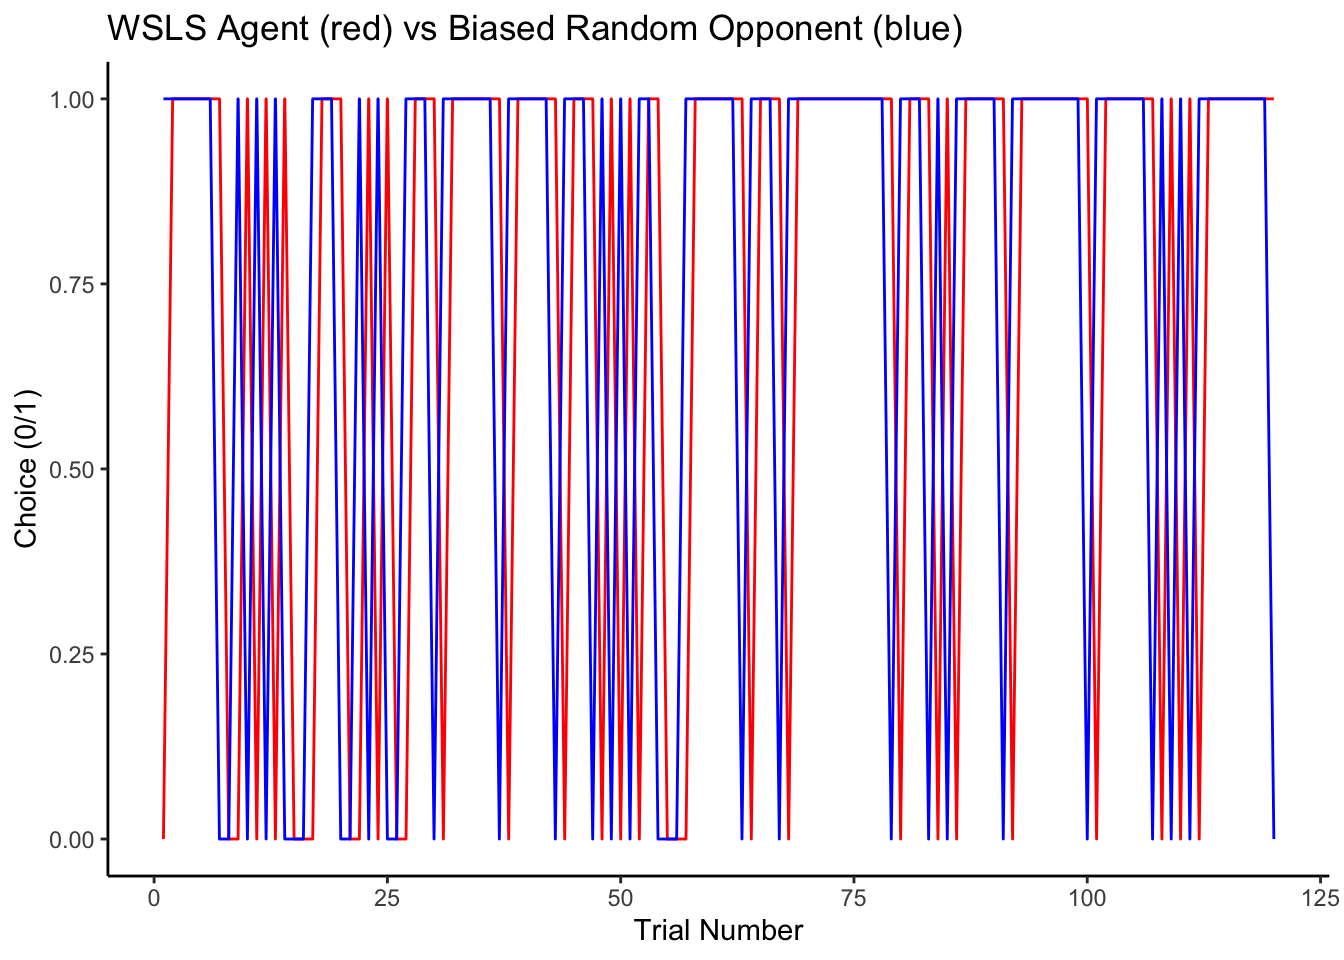 WSLS Agent (red) vs Biased Random Opponent (blue)
1.00
0.75
0.50
0.25
0.00
Choice (0/1)
0 25 50 75 100 125
Trial Number